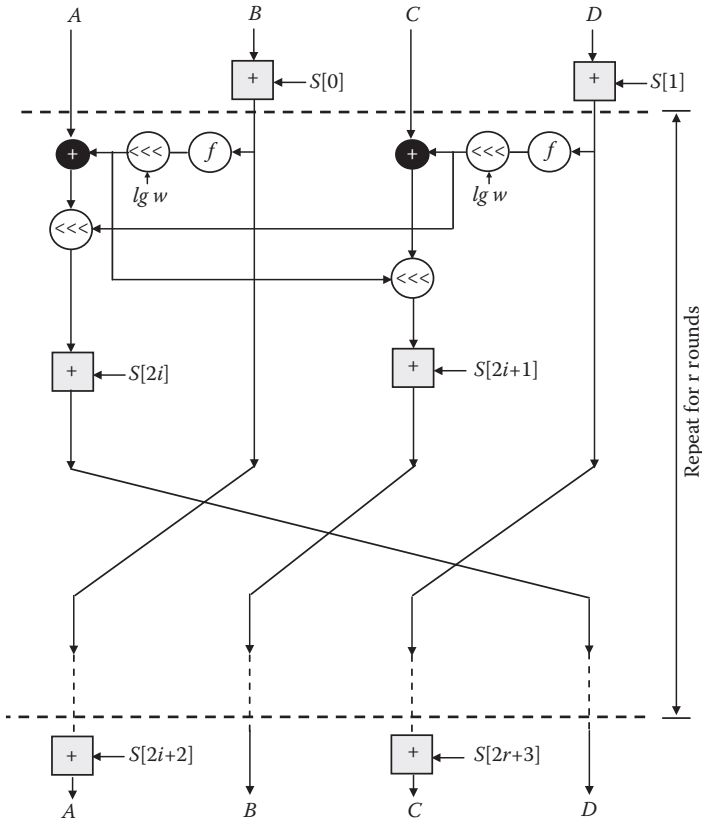 A B C D
+ S[0] + S[1]
+ <<< f + <<< f
lg w lg w
<<<
<<<
+ S[2i] + S[2i+1]
Repeat for r rounds
+ S[2i+2] + S[2r+3]
A B C D